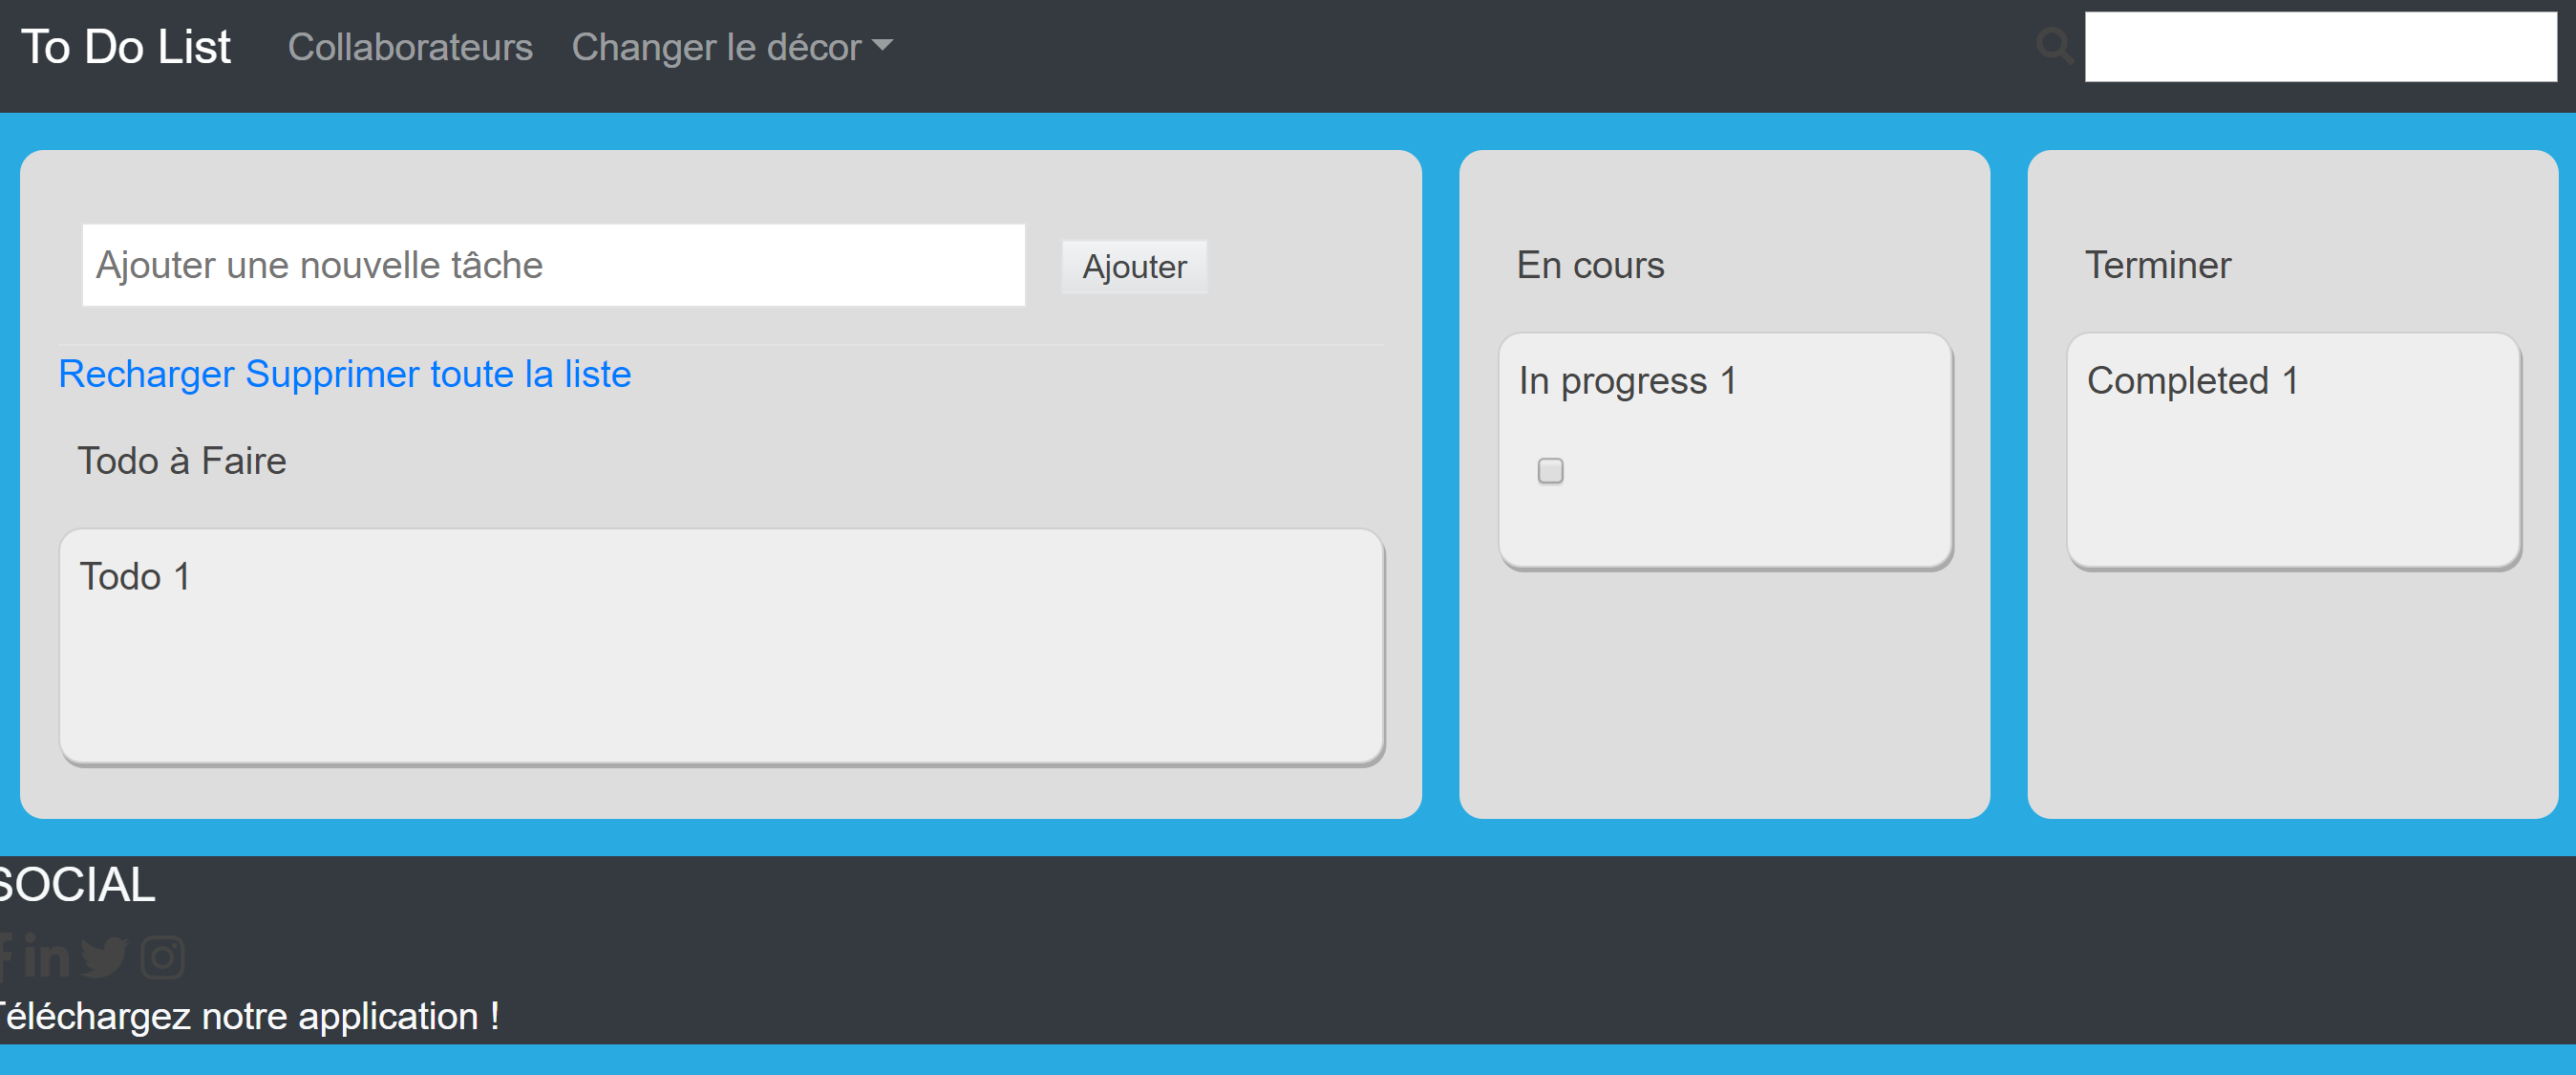 To Do List Collaborateurs Changer le décor
Ajouter une nouvelle tâche Ajouter
Recharger Supprimer toute la liste
Todo à Faire
Todo 1
En cours
In progress 1
Terminer
Completed 1
SOCIAL
Téléchargez notre application !